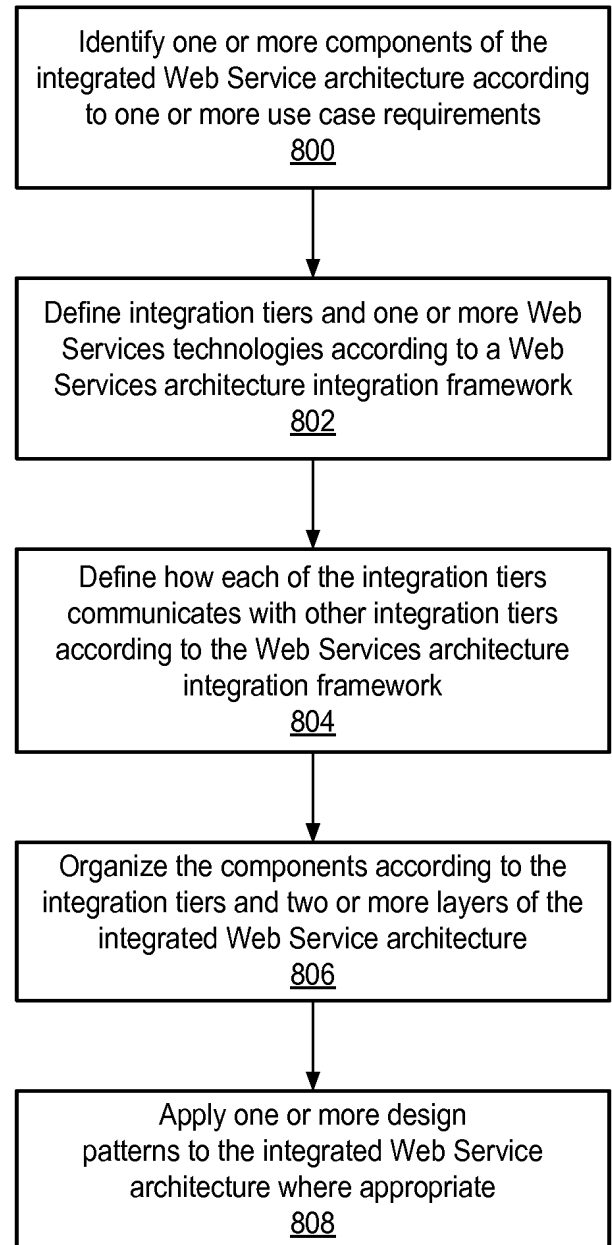 Identify one or more components of the
integrated Web Service architecture according
to one or more use case requirements
800
Define integration tiers and one or more Web
Services technologies according to a Web
Services architecture integration framework
802
Define how each of the integration tiers
communicates with other integration tiers
according to the Web Services architecture
integration framework
804
Organize the components according to the
integration tiers and two or more layers of the
integrated Web Service architecture
806
Apply one or more design
patterns to the integrated Web Service
architecture where appropriate
808